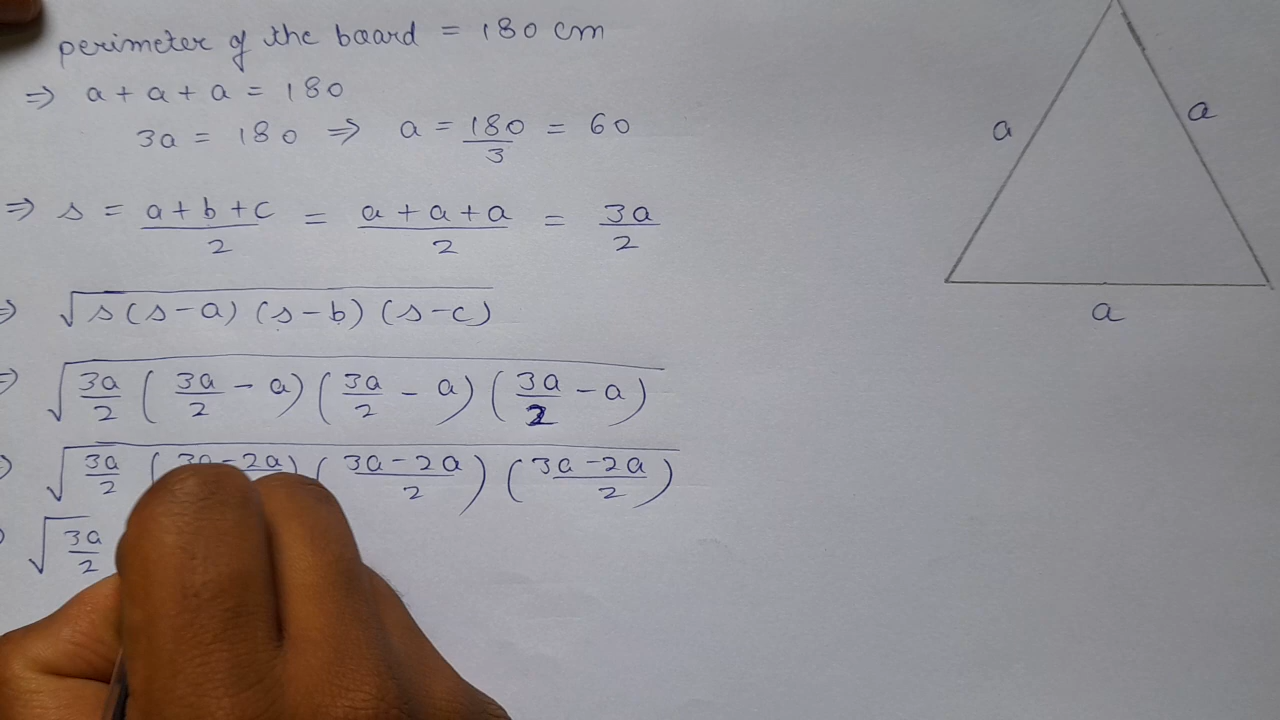 perimeter of the board = 180 cm
⇒ a + a + a = 180
3a = 180 ⇒ a = 180/3 = 60
⇒ s = (a+b+c)/2 = (a+a+a)/2 = 3a/2
⇒ √(s(s-a)(s-b)(s-c))
⇒ √(3a/2 (3a/2 - a)(3a/2 - a)(3a/2 - a))
⇒ √(3a/2 ((3a-2a)/2)((3a-2a)/2)((3a-2a)/2))
⇒ √(3a/2
a
a
a